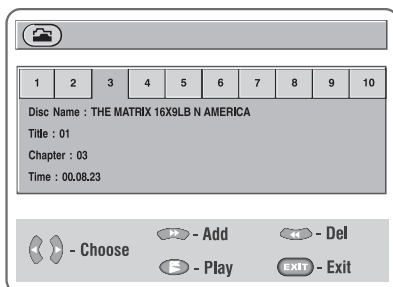 1 2 3 4 5 6 7 8 9 10
Disc Name : THE MATRIX 16X9LB N AMERICA
Title : 01
Chapter : 03
Time : 00.08.23
- Choose
- Add
- Del
- Play
EXIT - Exit